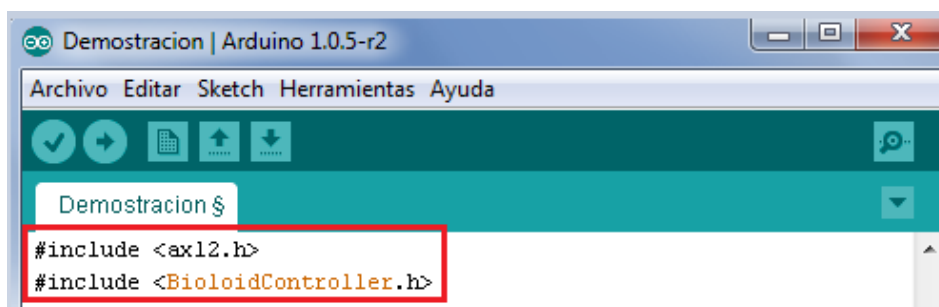 Demostracion | Arduino 1.0.5-r2
Archivo Editar Sketch Herramientas Ayuda
Demostracion §
#include <ax12.h>
#include <BioloidController.h>